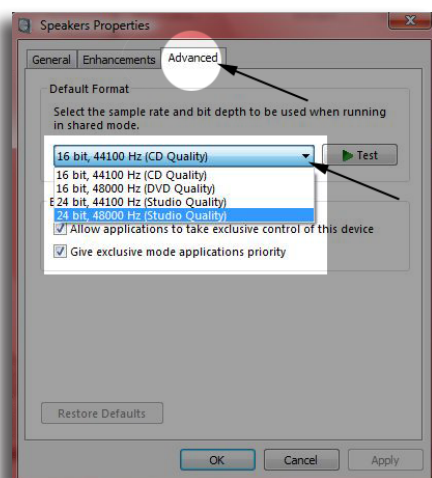 Speakers Properties
General Enhancements Advanced
Default Format
Select the sample rate and bit depth to be used when running
in shared mode.
16 bit, 44100 Hz (CD Quality)
Test
16 bit, 44100 Hz (CD Quality)
16 bit, 48000 Hz (DVD Quality)
24 bit, 44100 Hz (Studio Quality)
24 bit, 48000 Hz (Studio Quality)
Allow applications to take exclusive control of this device
Give exclusive mode applications priority
Restore Defaults
OK Cancel Apply